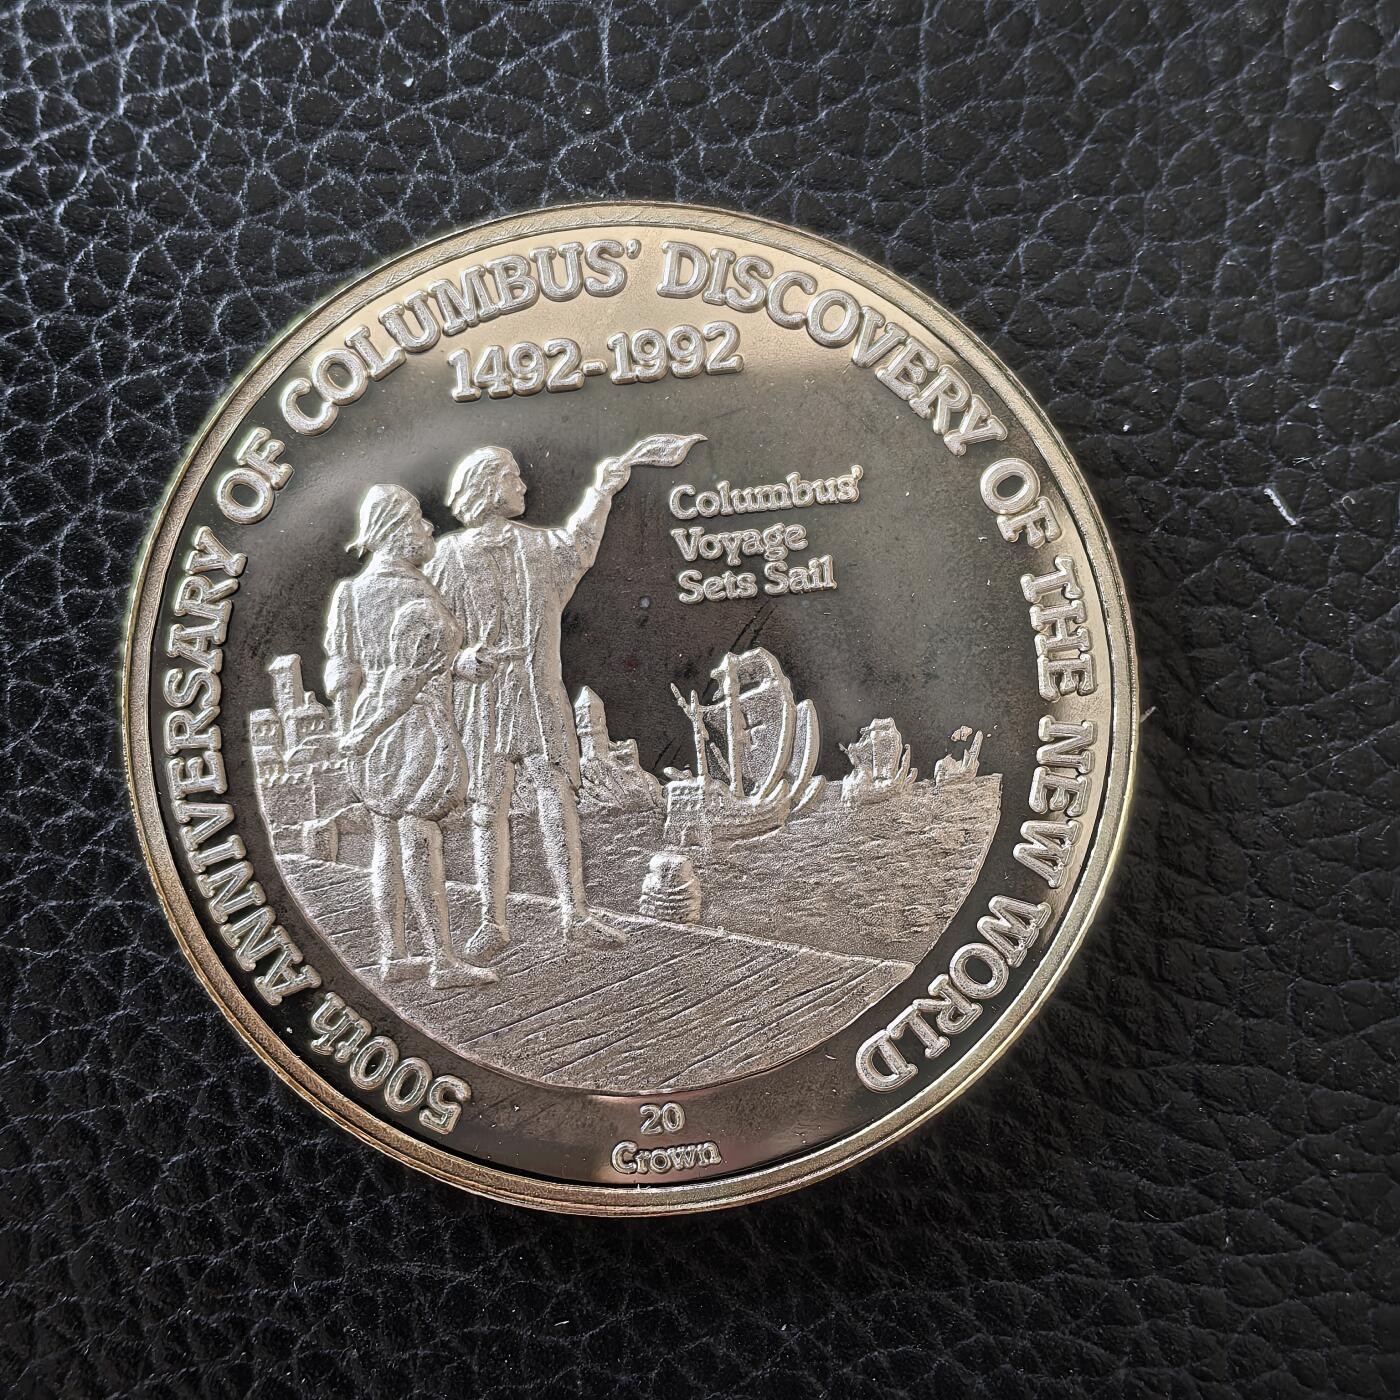 500th ANNIVERSARY OF COLUMBUS' DISCOVERY OF THE NEW WORLD
1492-1992
Columbus'
Voyage
Sets Sail
20
Crown